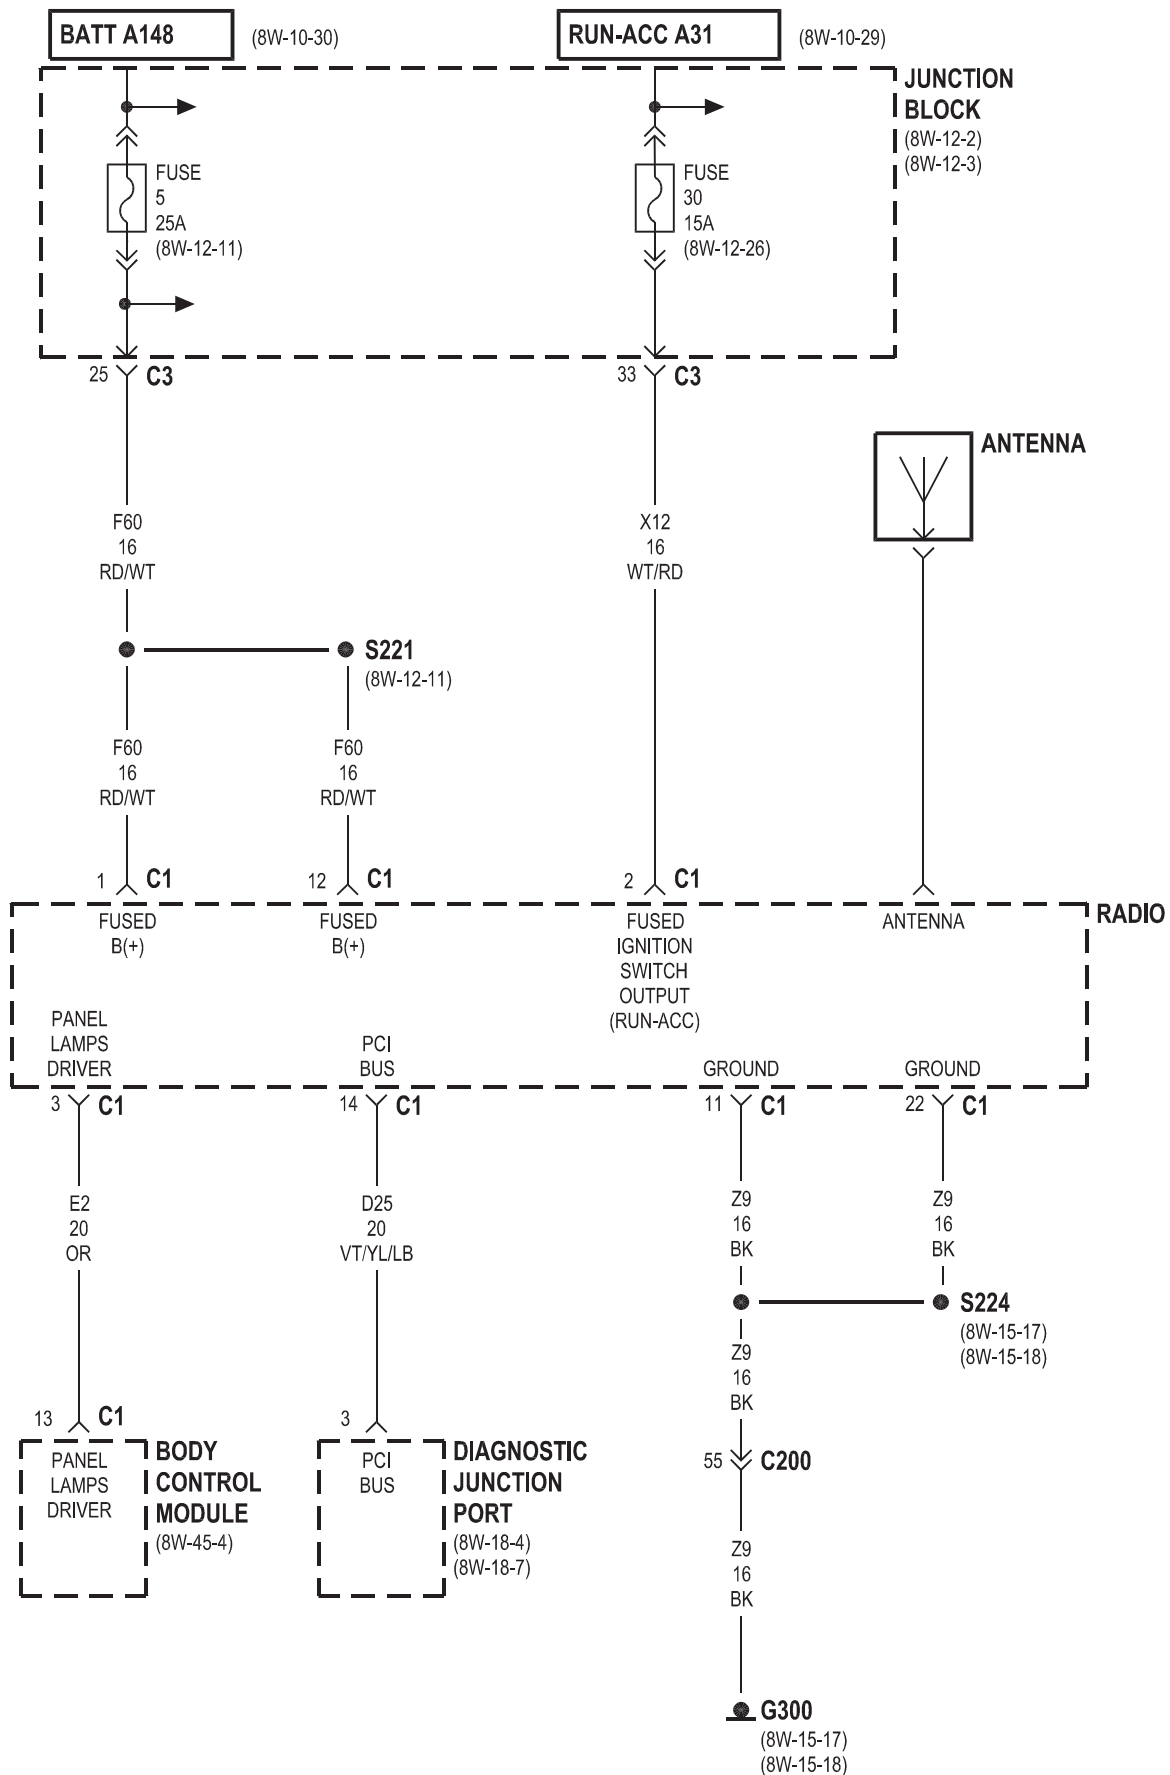 BATT A148
(8W-10-30)
RUN-ACC A31
(8W-10-29)
JUNCTION
BLOCK
(8W-12-2)
(8W-12-3)
FUSE
5
25A
(8W-12-11)
FUSE
30
15A
(8W-12-26)
25
C3
33
C3
ANTENNA
F60
16
RD/WT
X12
16
WT/RD
S221
(8W-12-11)
F60
16
RD/WT
F60
16
RD/WT
1
C1
12
C1
2
C1
RADIO
FUSED
B(+)
FUSED
B(+)
FUSED
IGNITION
SWITCH
OUTPUT
(RUN-ACC)
ANTENNA
PANEL
LAMPS
DRIVER
PCI
BUS
GROUND
GROUND
3
C1
14
C1
11
C1
22
C1
E2
20
OR
D25
20
VT/YL/LB
Z9
16
BK
Z9
16
BK
S224
(8W-15-17)
(8W-15-18)
Z9
16
BK
13
C1
3
PANEL
LAMPS
DRIVER
BODY
CONTROL
MODULE
(8W-45-4)
PCI
BUS
DIAGNOSTIC
JUNCTION
PORT
(8W-18-4)
(8W-18-7)
55
C200
Z9
16
BK
G300
(8W-15-17)
(8W-15-18)